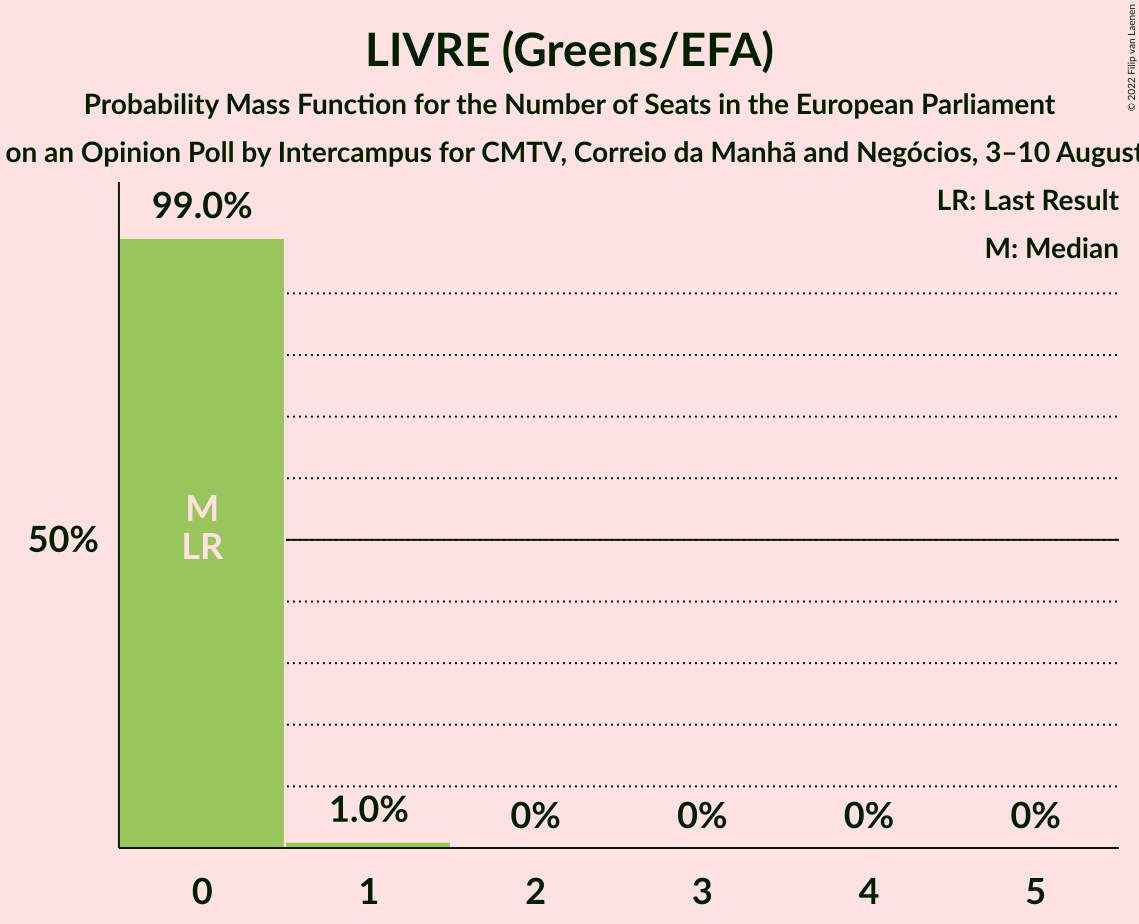 LIVRE (Greens/EFA)
Probability Mass Function for the Number of Seats in the European Parliament
on an Opinion Poll by Intercampus for CMTV, Correio da Manhã and Negócios, 3–10 August
© 2022 Filip van Laenen
LR: Last Result
M: Median
99.0%
M
LR
50%
1.0%
0%
0%
0%
0%
0
1
2
3
4
5